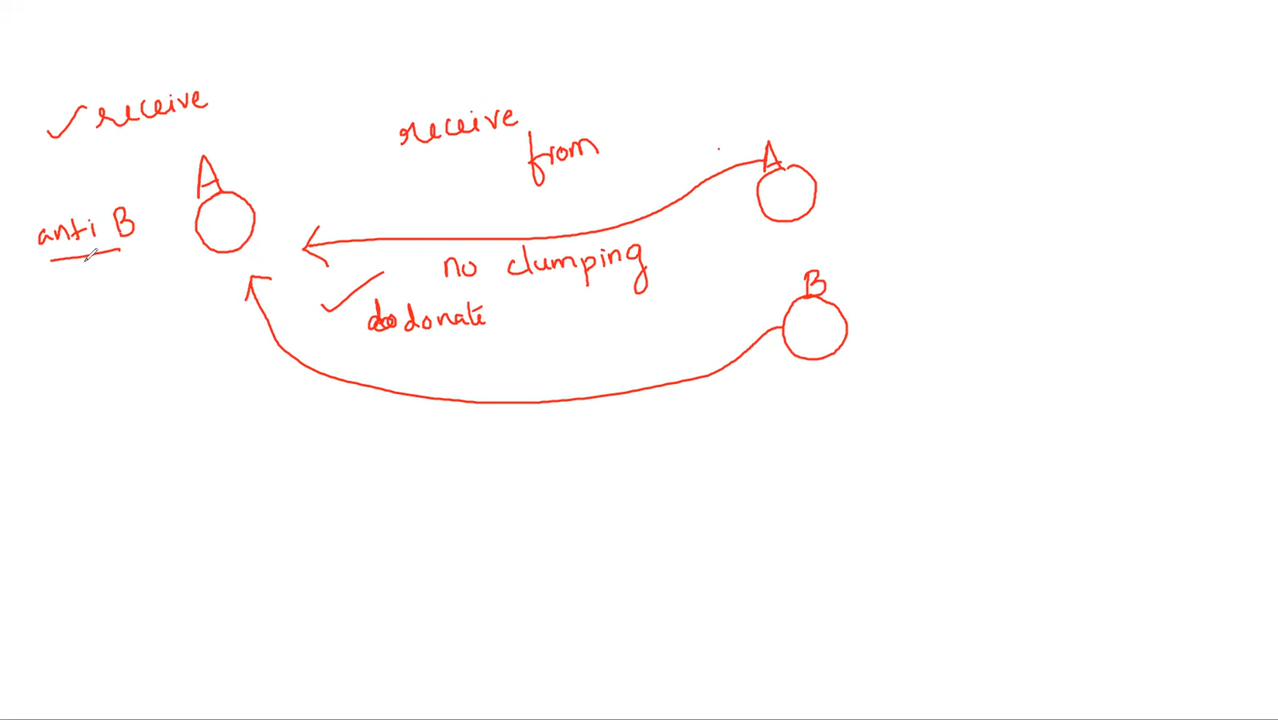 receive
receive
from
A
A
anti B
no clumping
B
donate